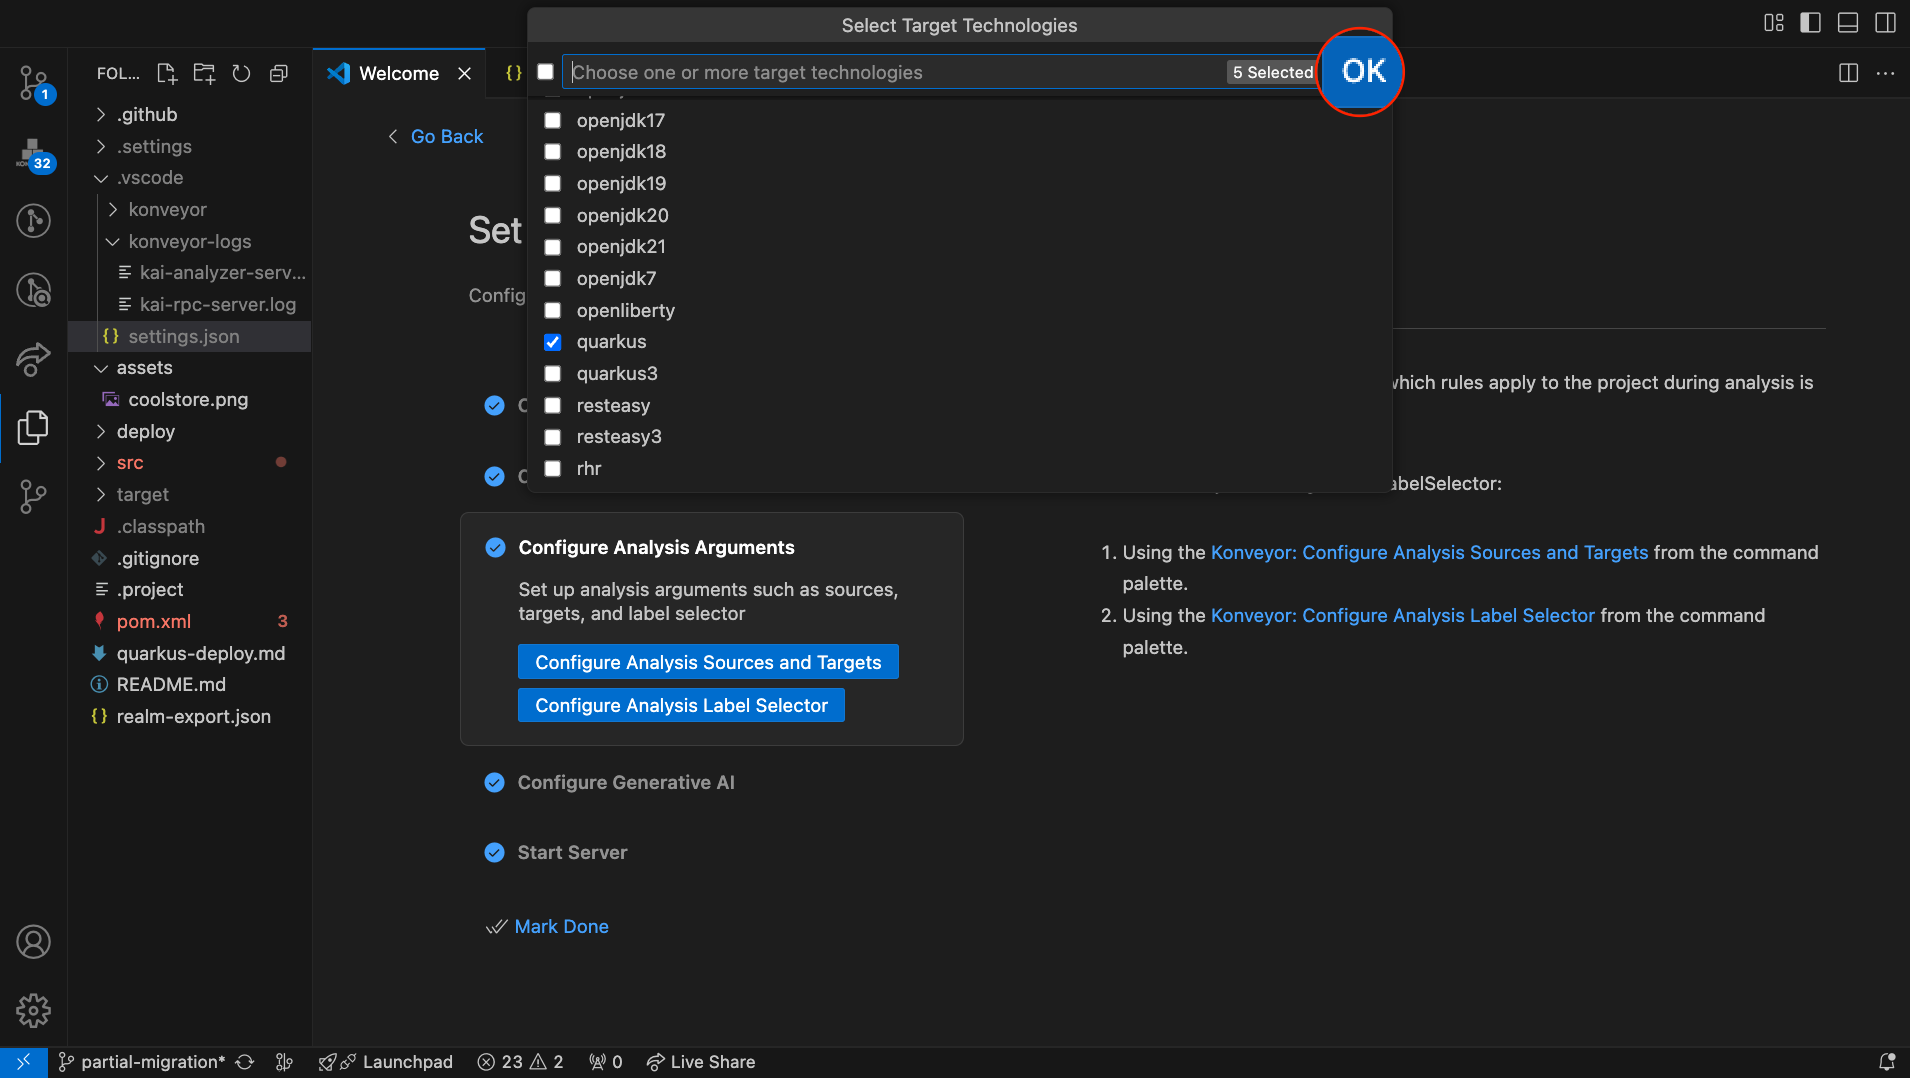 Select Target Technologies
Choose one or more target technologies
5 Selected
OK
openjdk17
openjdk18
openjdk19
openjdk20
openjdk21
openjdk7
openliberty
quarkus
quarkus3
resteasy
resteasy3
rhr
1
32
FOL...
.github
.settings
.vscode
konveyor
konveyor-logs
kai-analyzer-serv...
kai-rpc-server.log
{} settings.json
assets
coolstore.png
deploy
src
target
J .classpath
.gitignore
.project
pom.xml 3
quarkus-deploy.md
README.md
{} realm-export.json
Welcome
{}
Go Back
Set
Config
which rules apply to the project during analysis is
abelSelector:
Configure Analysis Arguments
Set up analysis arguments such as sources,
targets, and label selector
Configure Analysis Sources and Targets
Configure Analysis Label Selector
1. Using the Konveyor: Configure Analysis Sources and Targets from the command
palette.
2. Using the Konveyor: Configure Analysis Label Selector from the command
palette.
Configure Generative AI
Start Server
Mark Done
partial-migration* Launchpad 23 2 0 Live Share